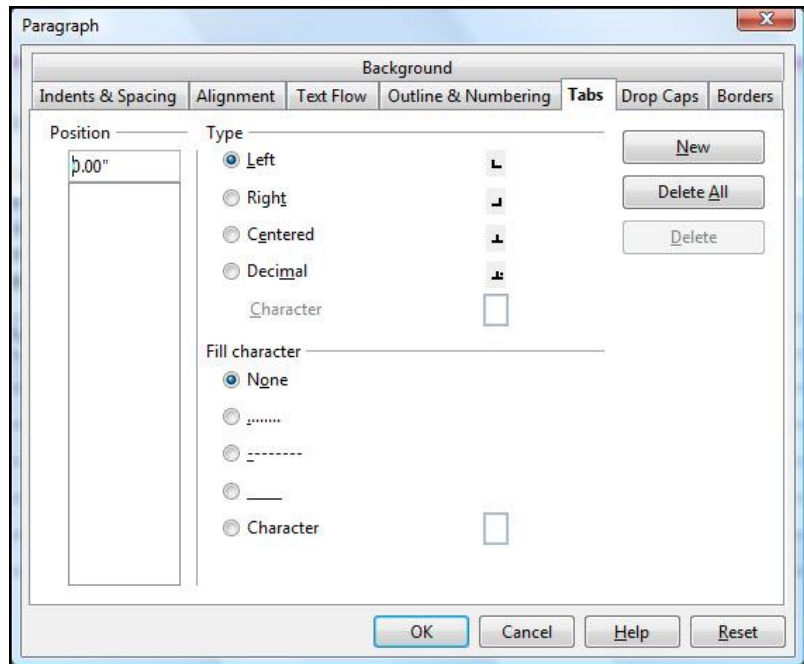 Paragraph
Background
Indents & Spacing Alignment Text Flow Outline & Numbering Tabs Drop Caps Borders
Position Type
0.00" Left New
Right Delete All
Centered Delete
Decimal
Character
Fill character
None
........
--------
____
Character
OK Cancel Help Reset